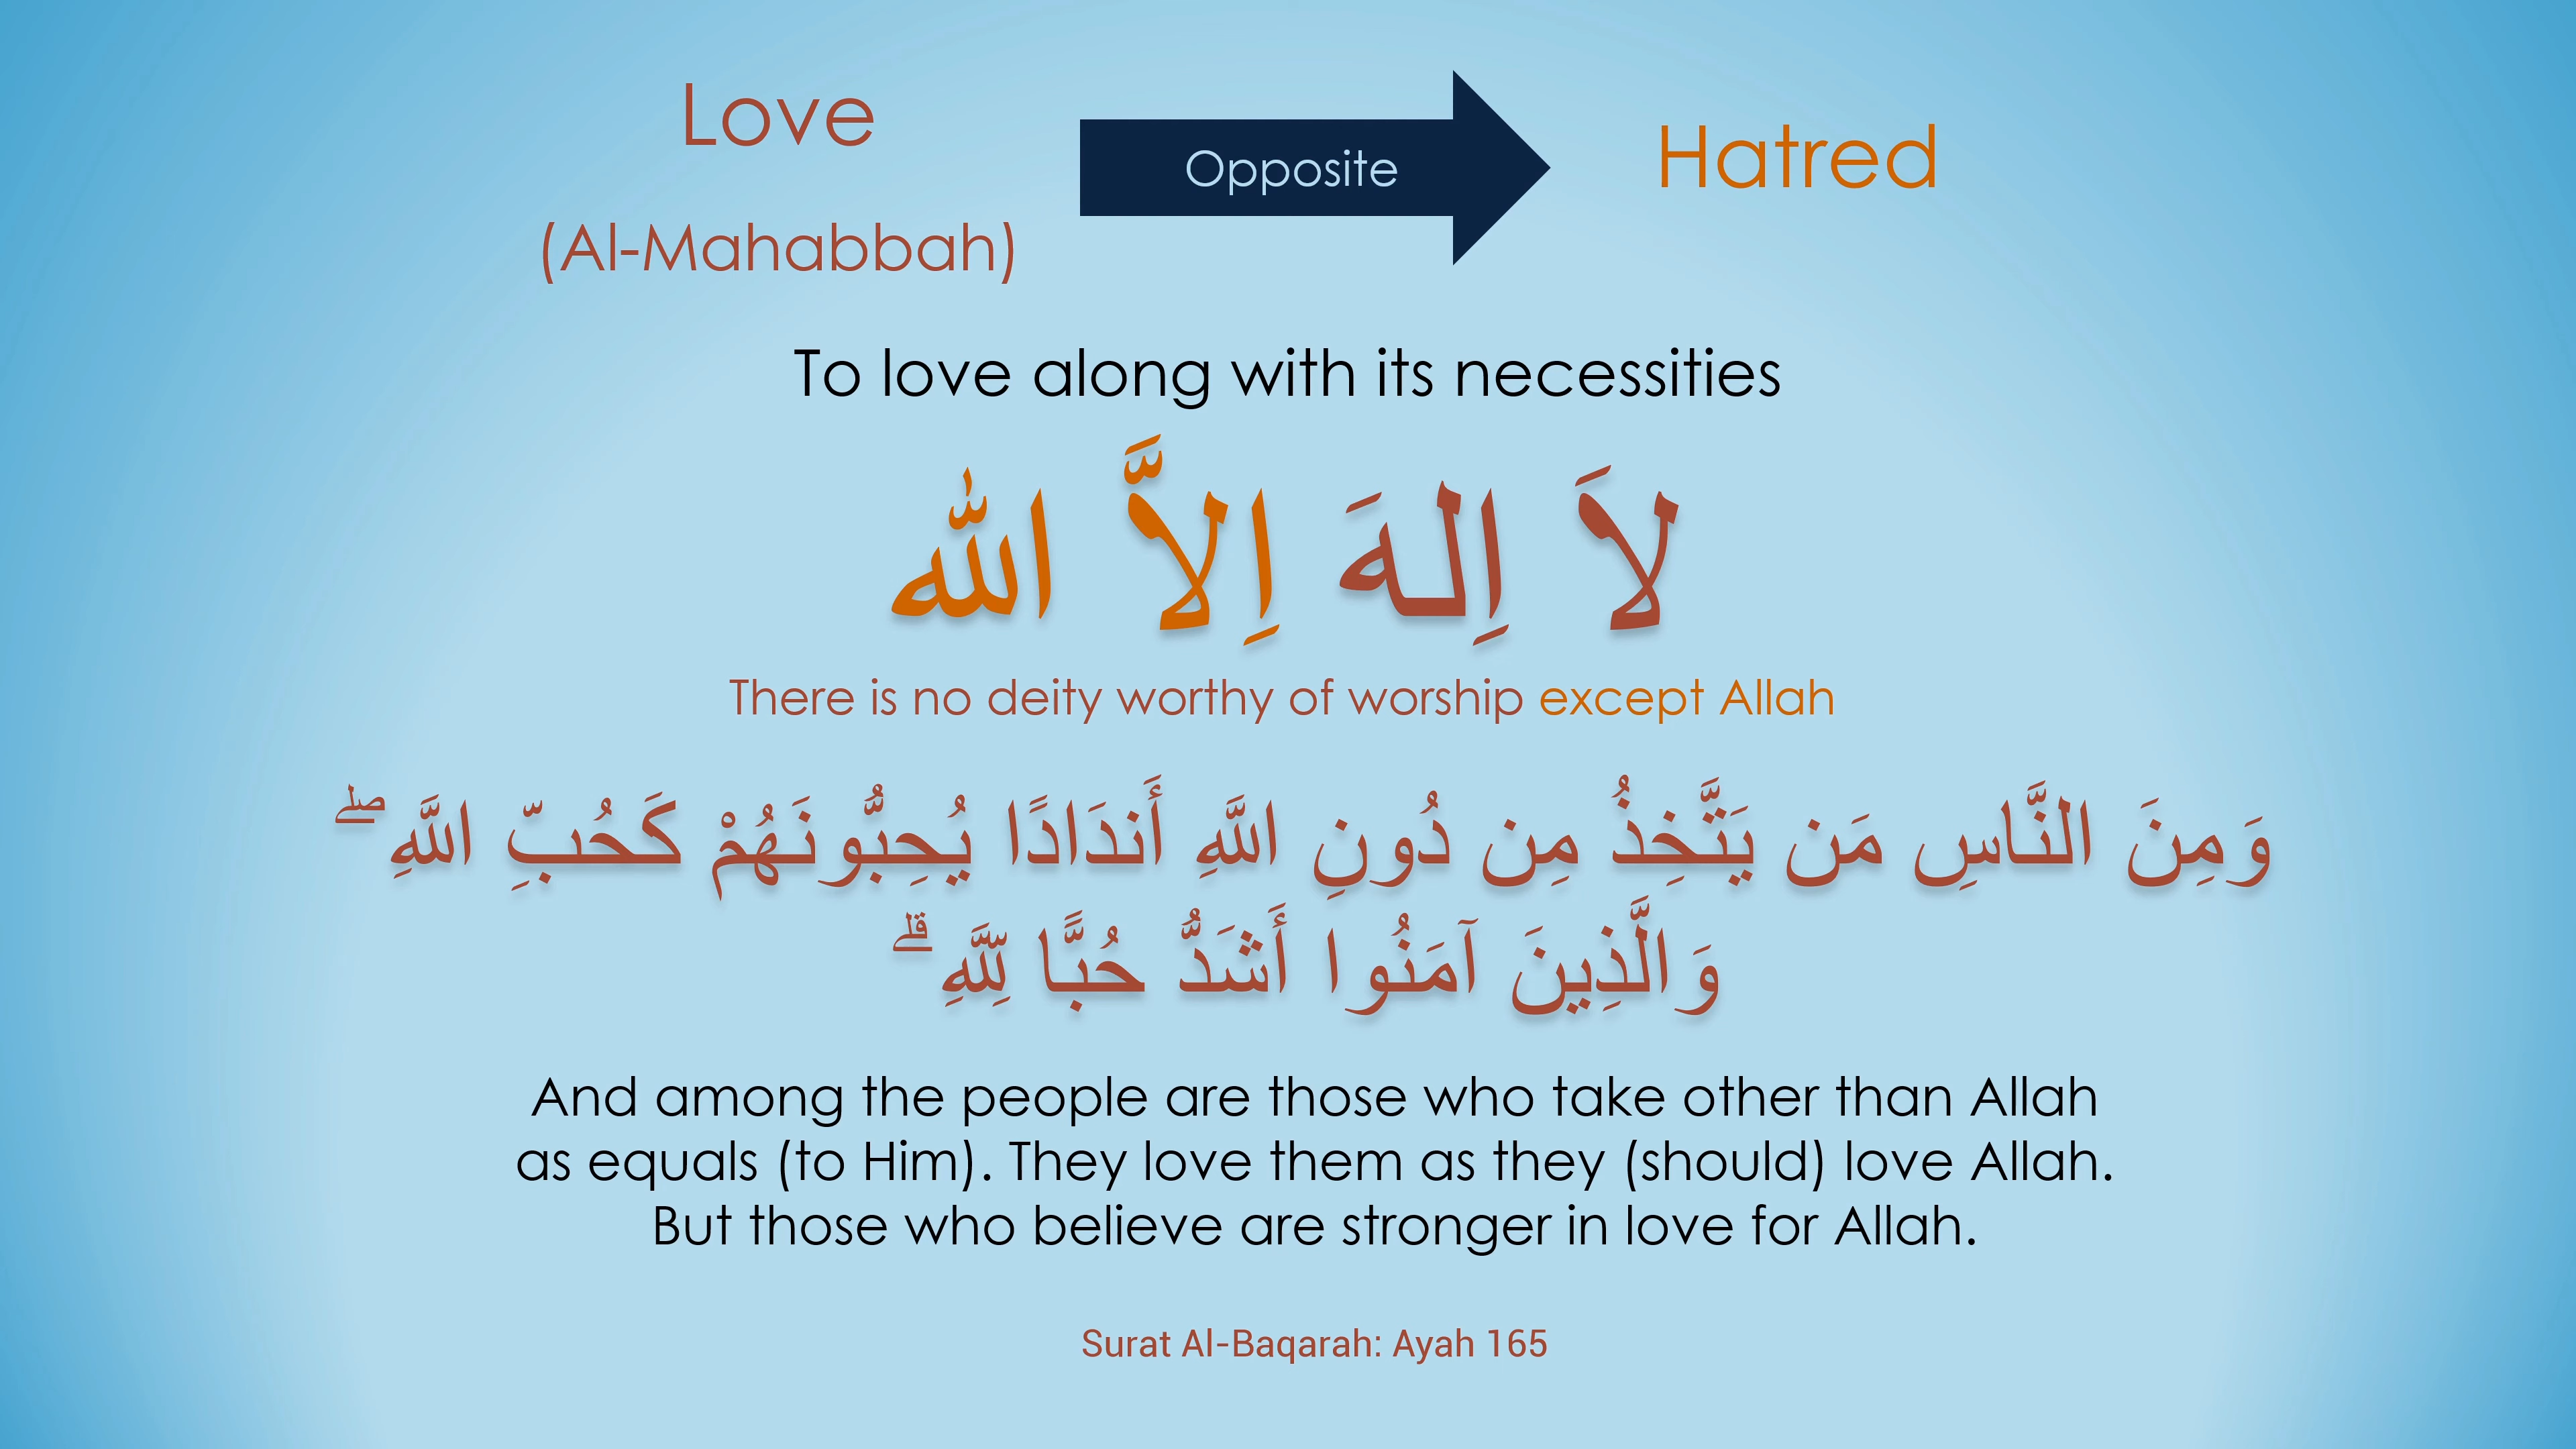 Love
(Al-Mahabbah)
Opposite
Hatred
To love along with its necessities
لاَ اِلهَ اِلاَّ اللّٰه
There is no deity worthy of worship except Allah
وَمِنَ النَّاسِ مَن يَتَّخِذُ مِن دُونِ اللَّهِ أَندَادًا يُحِبُّونَهُمْ كَحُبِّ اللَّهِ ۖ
وَالَّذِينَ آمَنُوا أَشَدُّ حُبًّا لِلَّهِ ۗ
And among the people are those who take other than Allah
as equals (to Him). They love them as they (should) love Allah.
But those who believe are stronger in love for Allah.
Surat Al-Baqarah: Ayah 165